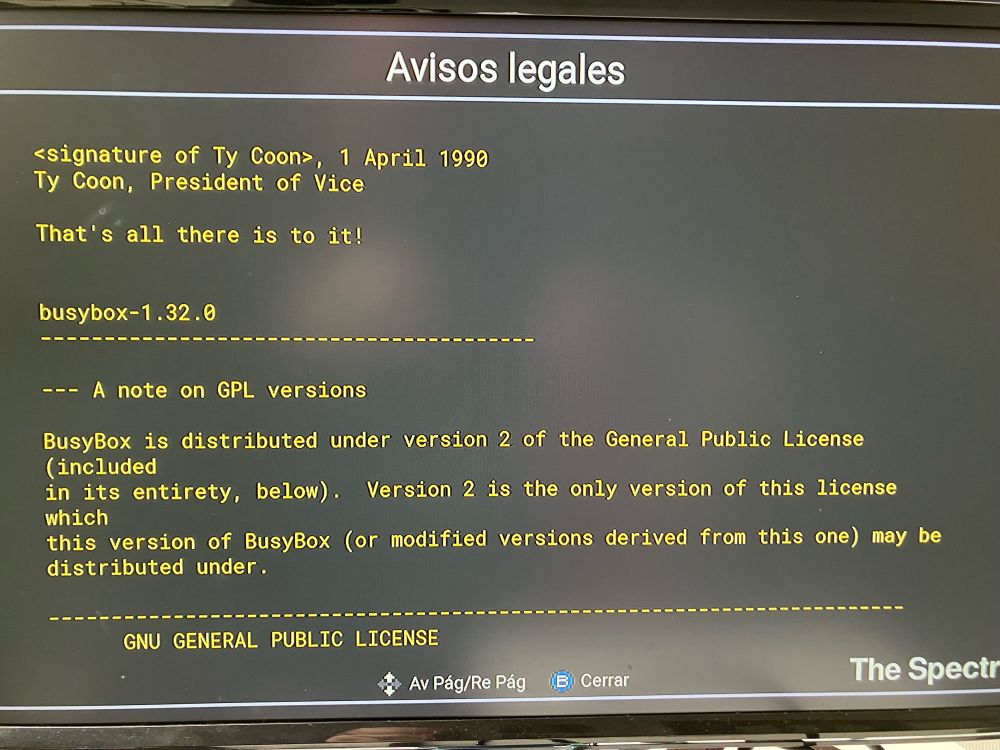 Avisos legales
<signature of Ty Coon>, 1 April 1990
Ty Coon, President of Vice
That's all there is to it!
busybox-1.32.0
---------------------------------------
--- A note on GPL versions
BusyBox is distributed under version 2 of the General Public License
(included
in its entirety, below).  Version 2 is the only version of this license
which
this version of BusyBox (or modified versions derived from this one) may be
distributed under.
---------------------------------------------------------------------
GNU GENERAL PUBLIC LICENSE
Av Pág/Re Pág B Cerrar
The Spectr